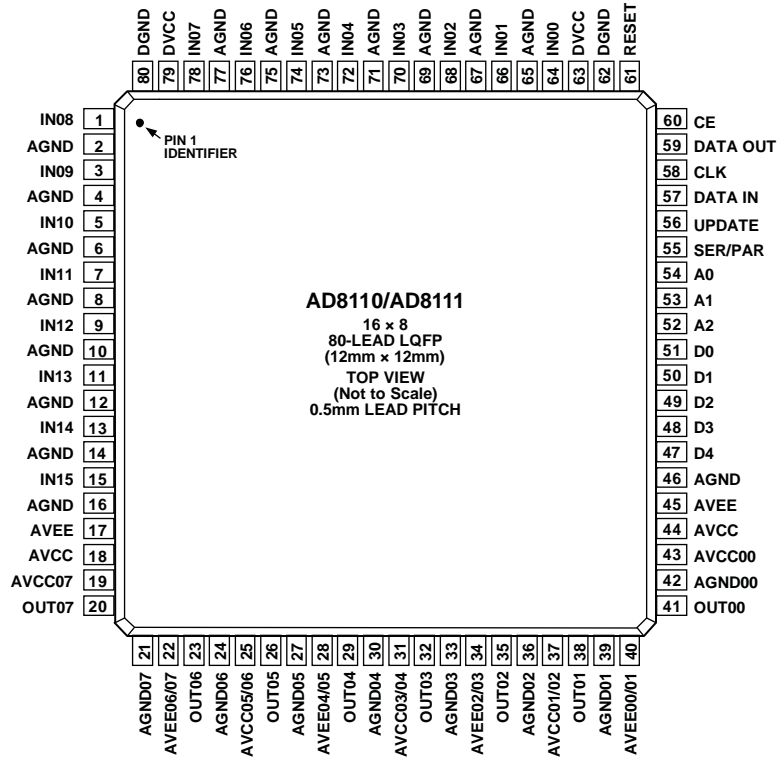 80 DGND
79 DVCC
78 IN07
77 AGND
76 IN06
75 AGND
74 IN05
73 AGND
72 IN04
71 AGND
70 IN03
69 AGND
68 IN02
67 AGND
66 IN01
65 AGND
64 IN00
63 DVCC
62 DGND
61 RESET
IN08 1
AGND 2
IN09 3
AGND 4
IN10 5
AGND 6
IN11 7
AGND 8
IN12 9
AGND 10
IN13 11
AGND 12
IN14 13
AGND 14
IN15 15
AGND 16
AVEE 17
AVCC 18
AVCC07 19
OUT07 20
PIN 1
IDENTIFIER
AD8110/AD8111
16 × 8
80-LEAD LQFP
(12mm × 12mm)
TOP VIEW
(Not to Scale)
0.5mm LEAD PITCH
60 CE
59 DATA OUT
58 CLK
57 DATA IN
56 UPDATE
55 SER/PAR
54 A0
53 A1
52 A2
51 D0
50 D1
49 D2
48 D3
47 D4
46 AGND
45 AVEE
44 AVCC
43 AVCC00
42 AGND00
41 OUT00
AGND07 21
AVEE06/07 22
OUT06 23
AGND06 24
AVCC05/06 25
OUT05 26
AGND05 27
AVEE04/05 28
OUT04 29
AGND04 30
AVCC03/04 31
OUT03 32
AGND03 33
AVEE02/03 34
OUT02 35
AGND02 36
AVCC01/02 37
OUT01 38
AGND01 39
AVEE00/01 40